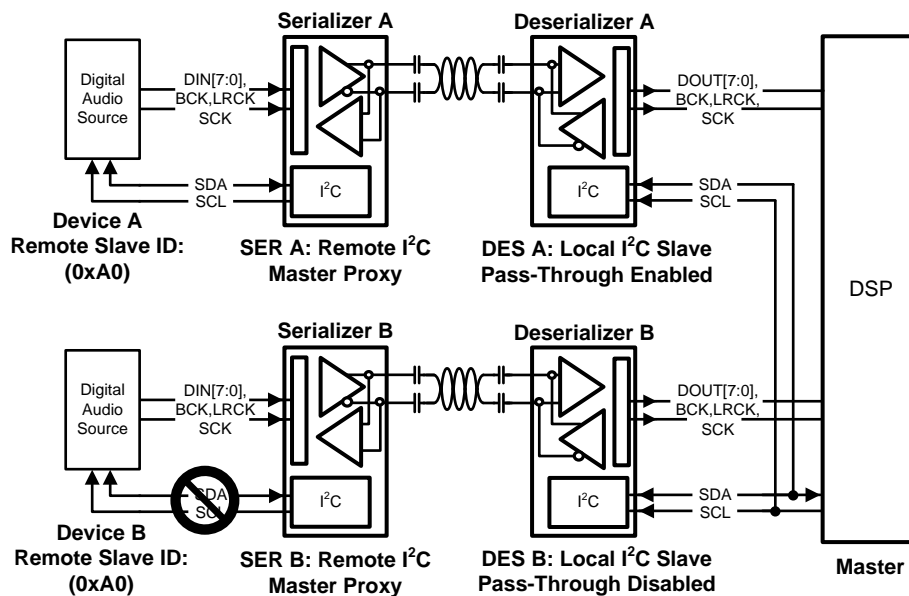 Serializer A
Deserializer A
Digital
Audio
Source
DIN[7:0],
BCK,LRCK
SCK
DOUT[7:0],
BCK,LRCK,
SCK
SDA
SCL
I²C
I²C
SDA
SCL
Device A
Remote Slave ID:
(0xA0)
SER A: Remote I²C
Master Proxy
DES A: Local I²C Slave
Pass-Through Enabled
DSP
Serializer B
Deserializer B
Digital
Audio
Source
DIN[7:0],
BCK,LRCK
SCK
DOUT[7:0],
BCK,LRCK,
SCK
SDA
SCL
I²C
I²C
SDA
SCL
Device B
Remote Slave ID:
(0xA0)
SER B: Remote I²C
Master Proxy
DES B: Local I²C Slave
Pass-Through Disabled
Master